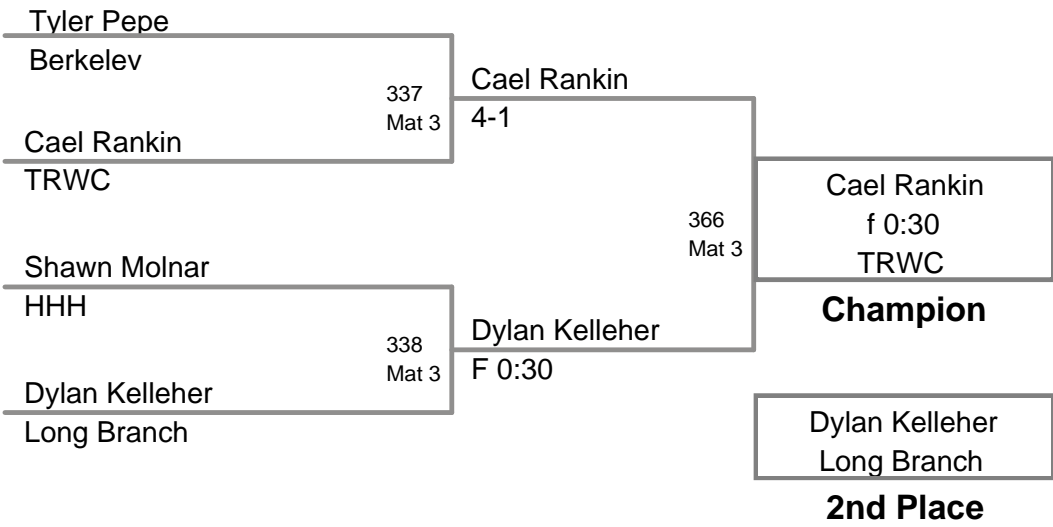 Tyler Pepe
Berkelev
337
Mat 3
Cael Rankin
4-1
Cael Rankin
TRWC
Cael Rankin
f 0:30
TRWC
Champion
366
Mat 3
Shawn Molnar
HHH
338
Mat 3
Dylan Kelleher
F 0:30
Dylan Kelleher
Long Branch
Dylan Kelleher
Long Branch
2nd Place